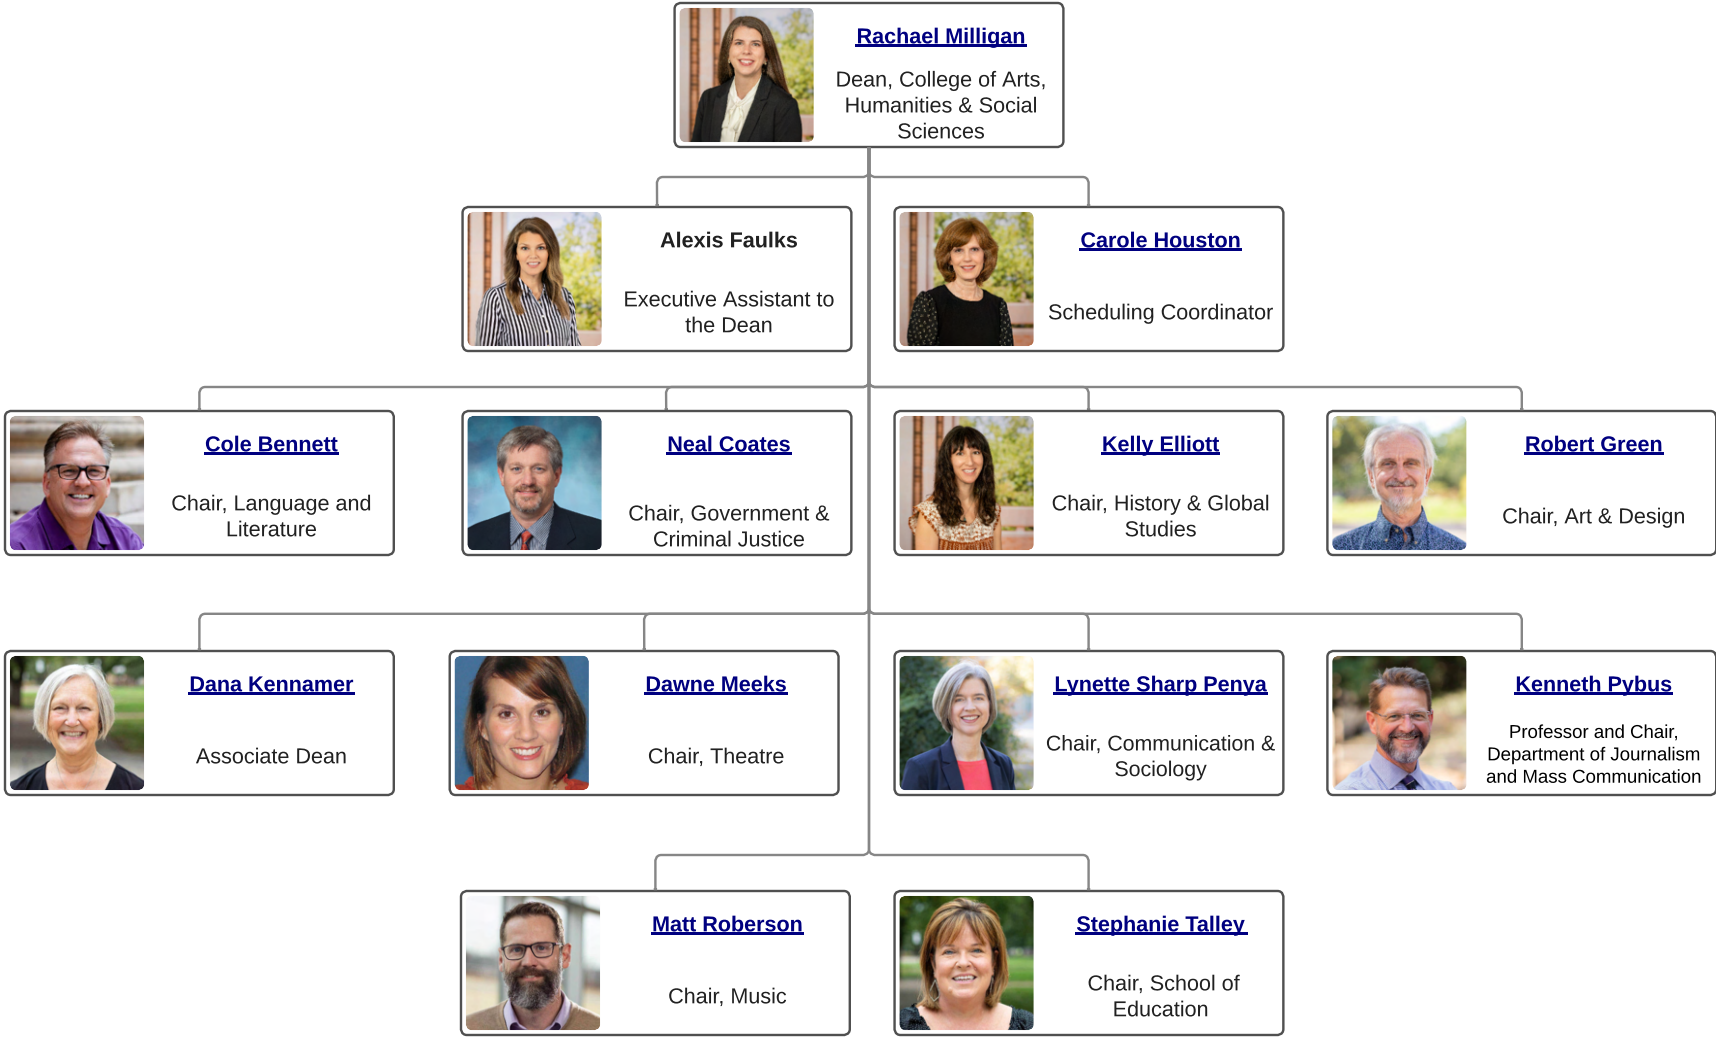 Rachael Milligan
Dean, College of Arts,
Humanities & Social
Sciences
Alexis Faulks
Executive Assistant to
the Dean
Carole Houston
Scheduling Coordinator
Cole Bennett
Chair, Language and
Literature
Neal Coates
Chair, Government &
Criminal Justice
Kelly Elliott
Chair, History & Global
Studies
Robert Green
Chair, Art & Design
Dana Kennamer
Associate Dean
Dawne Meeks
Chair, Theatre
Lynette Sharp Penya
Chair, Communication &
Sociology
Kenneth Pybus
Professor and Chair,
Department of Journalism
and Mass Communication
Matt Roberson
Chair, Music
Stephanie Talley
Chair, School of
Education